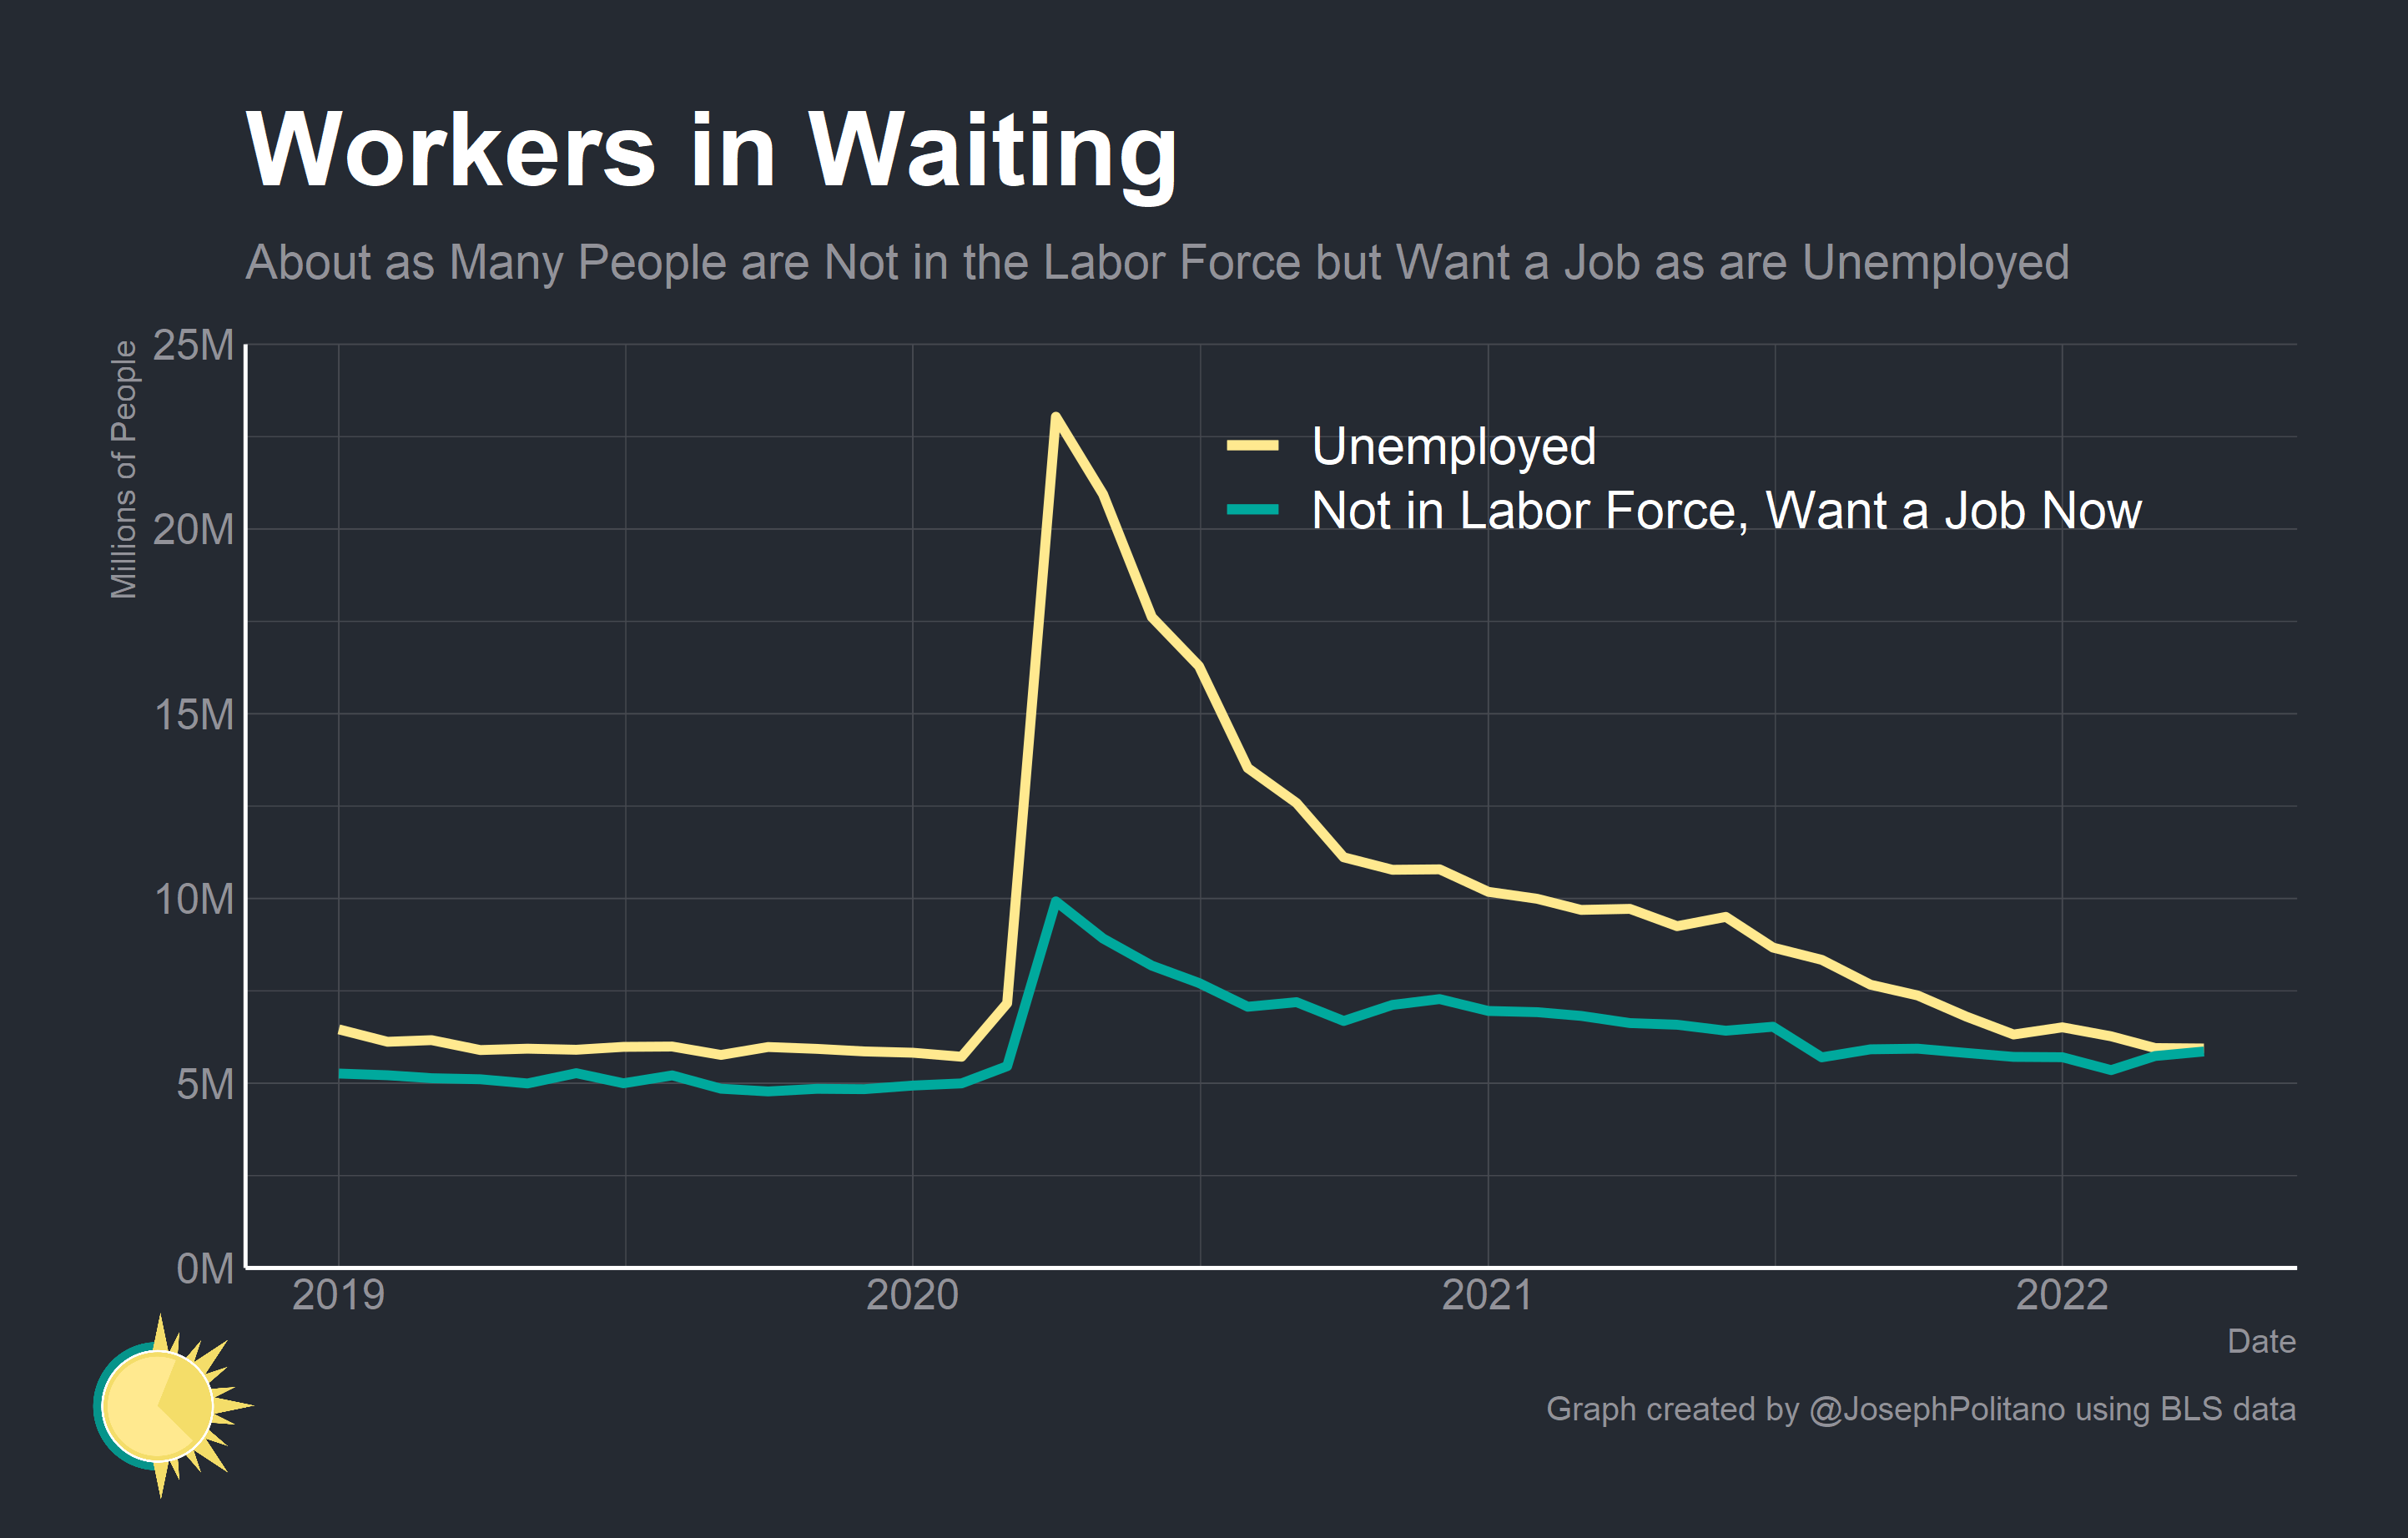 Workers in Waiting
About as Many People are Not in the Labor Force but Want a Job as are Unemployed
Millions of People
25M
20M
15M
10M
5M
0M
Unemployed
Not in Labor Force, Want a Job Now
2019 2020 2021 2022
Date
Graph created by @JosephPolitano using BLS data